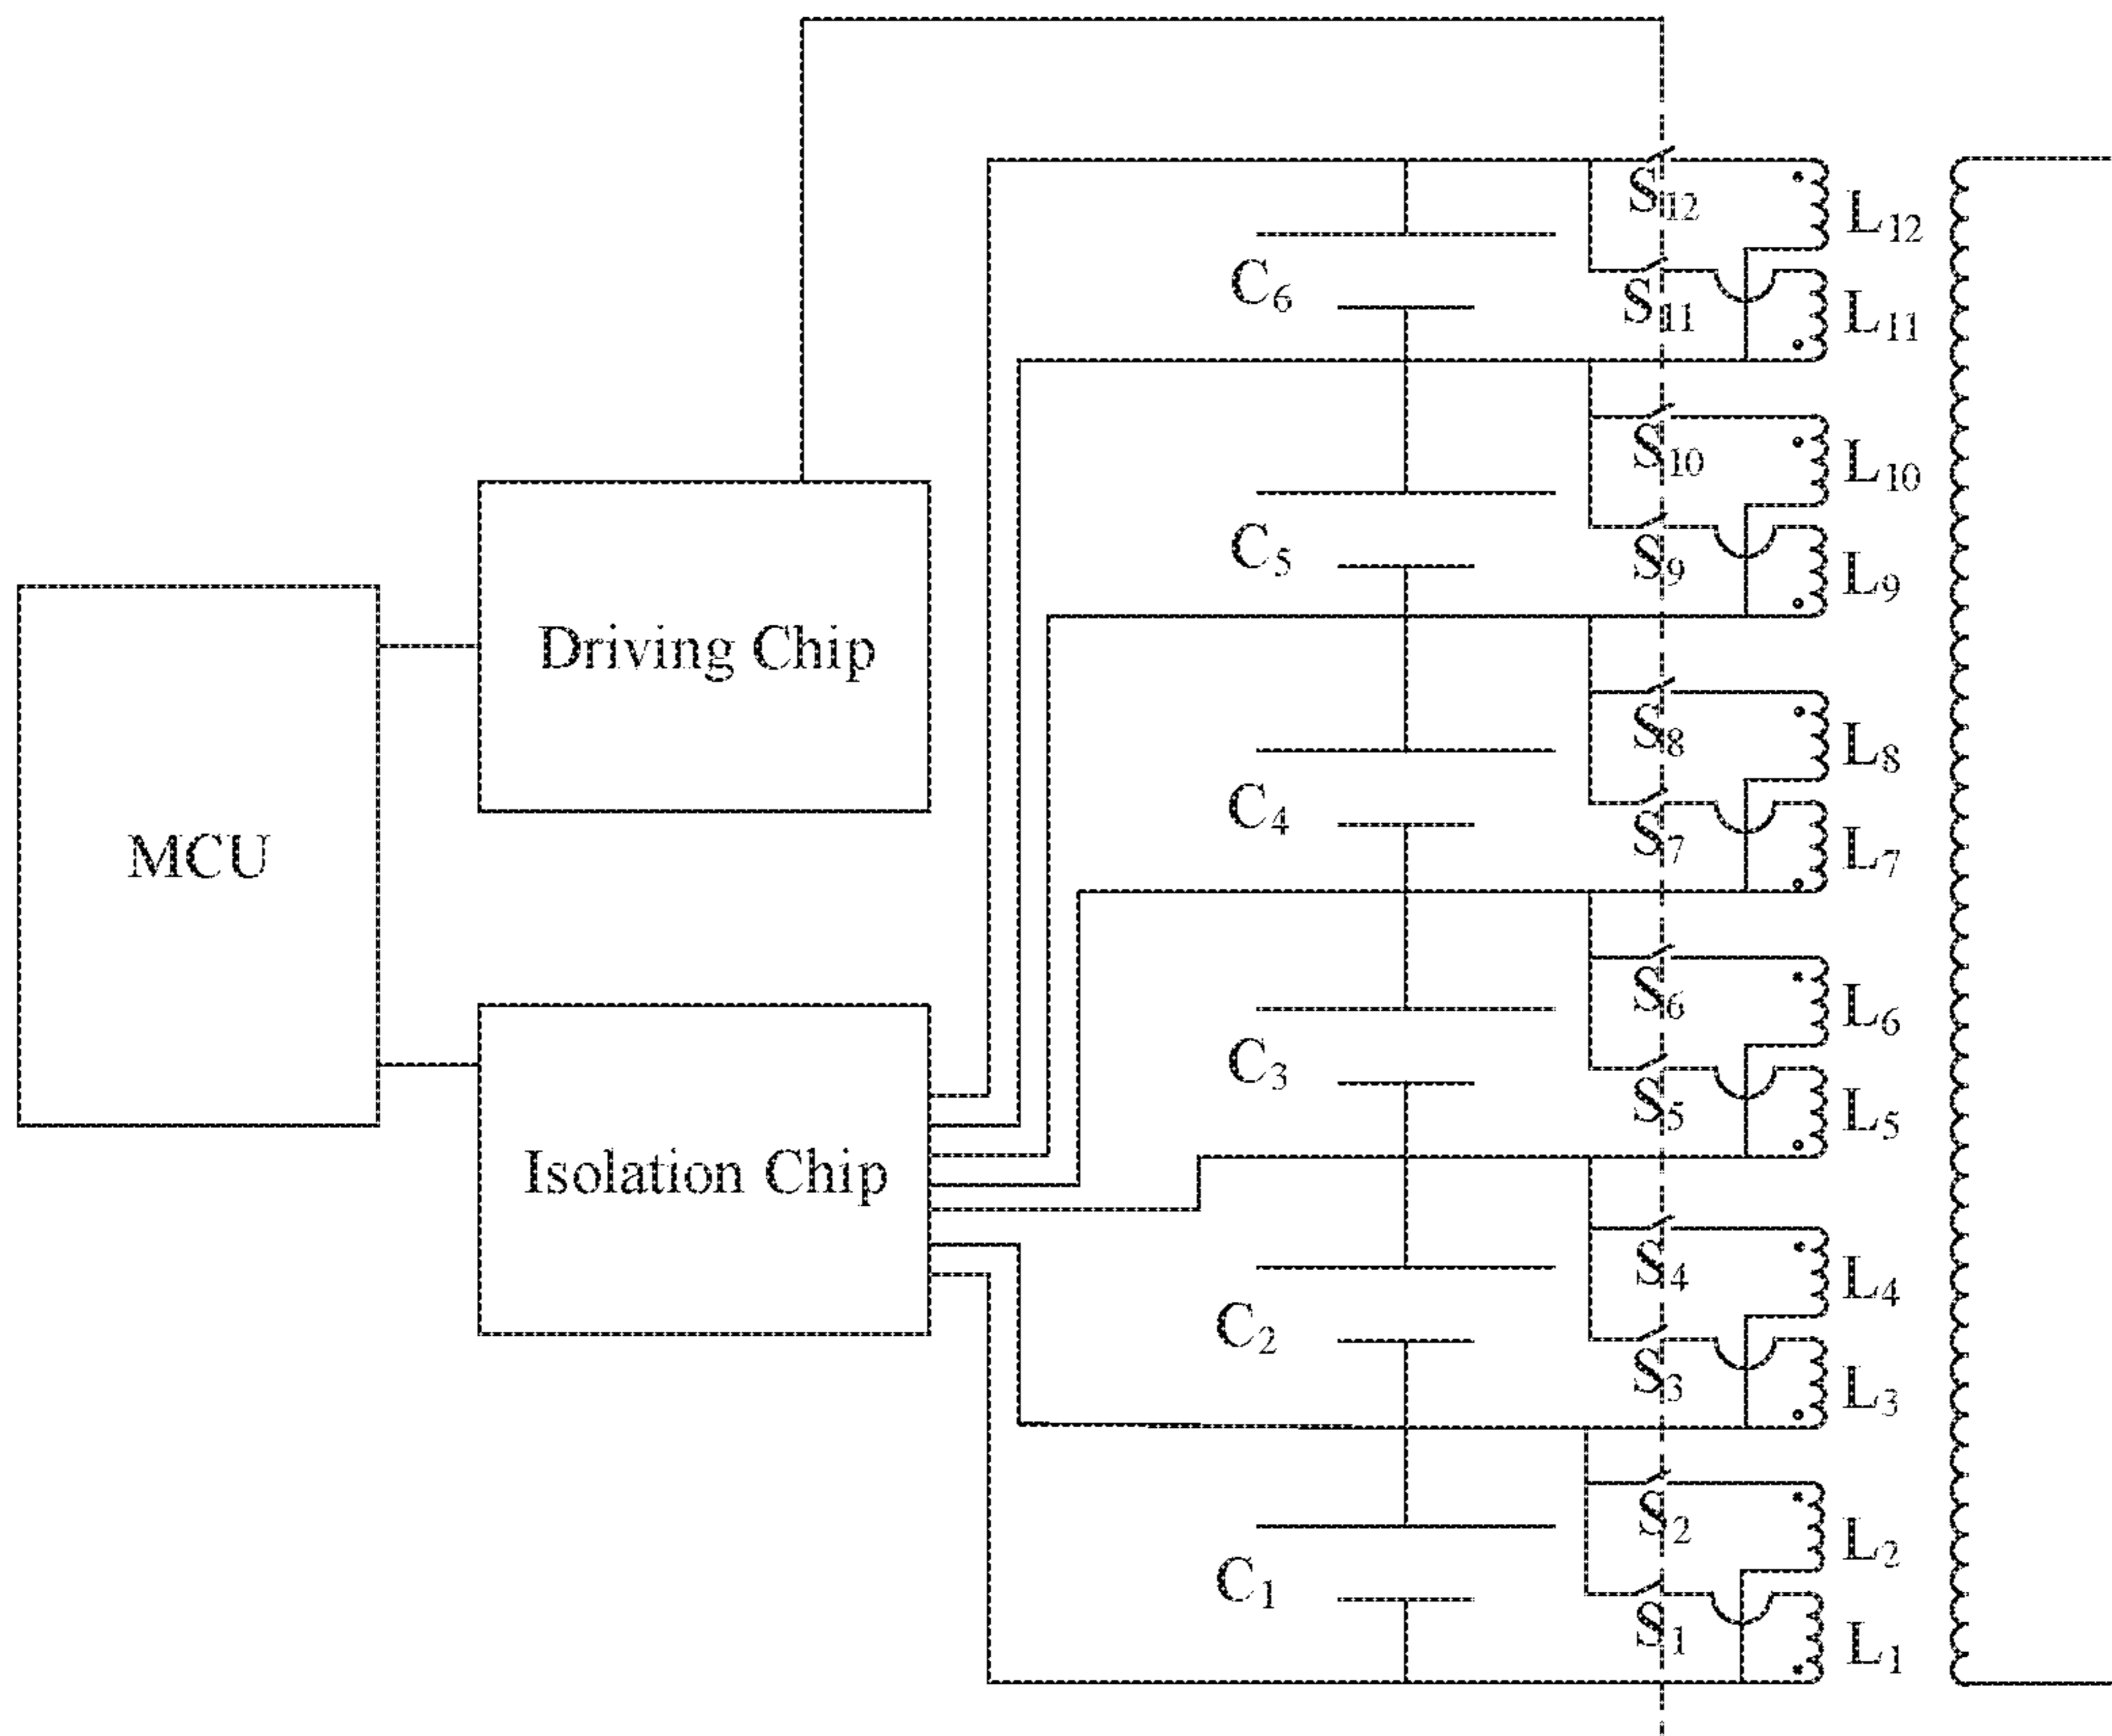 MCU
Driving Chip
Isolation Chip
C₆
C₅
C₄
C₃
C₂
C₁
S₁₂
S₁₁
S₁₀
S₉
S₈
S₇
S₆
S₅
S₄
S₃
S₂
S₁
L₁₂
L₁₁
L₁₀
L₉
L₈
L₇
L₆
L₅
L₄
L₃
L₂
L₁